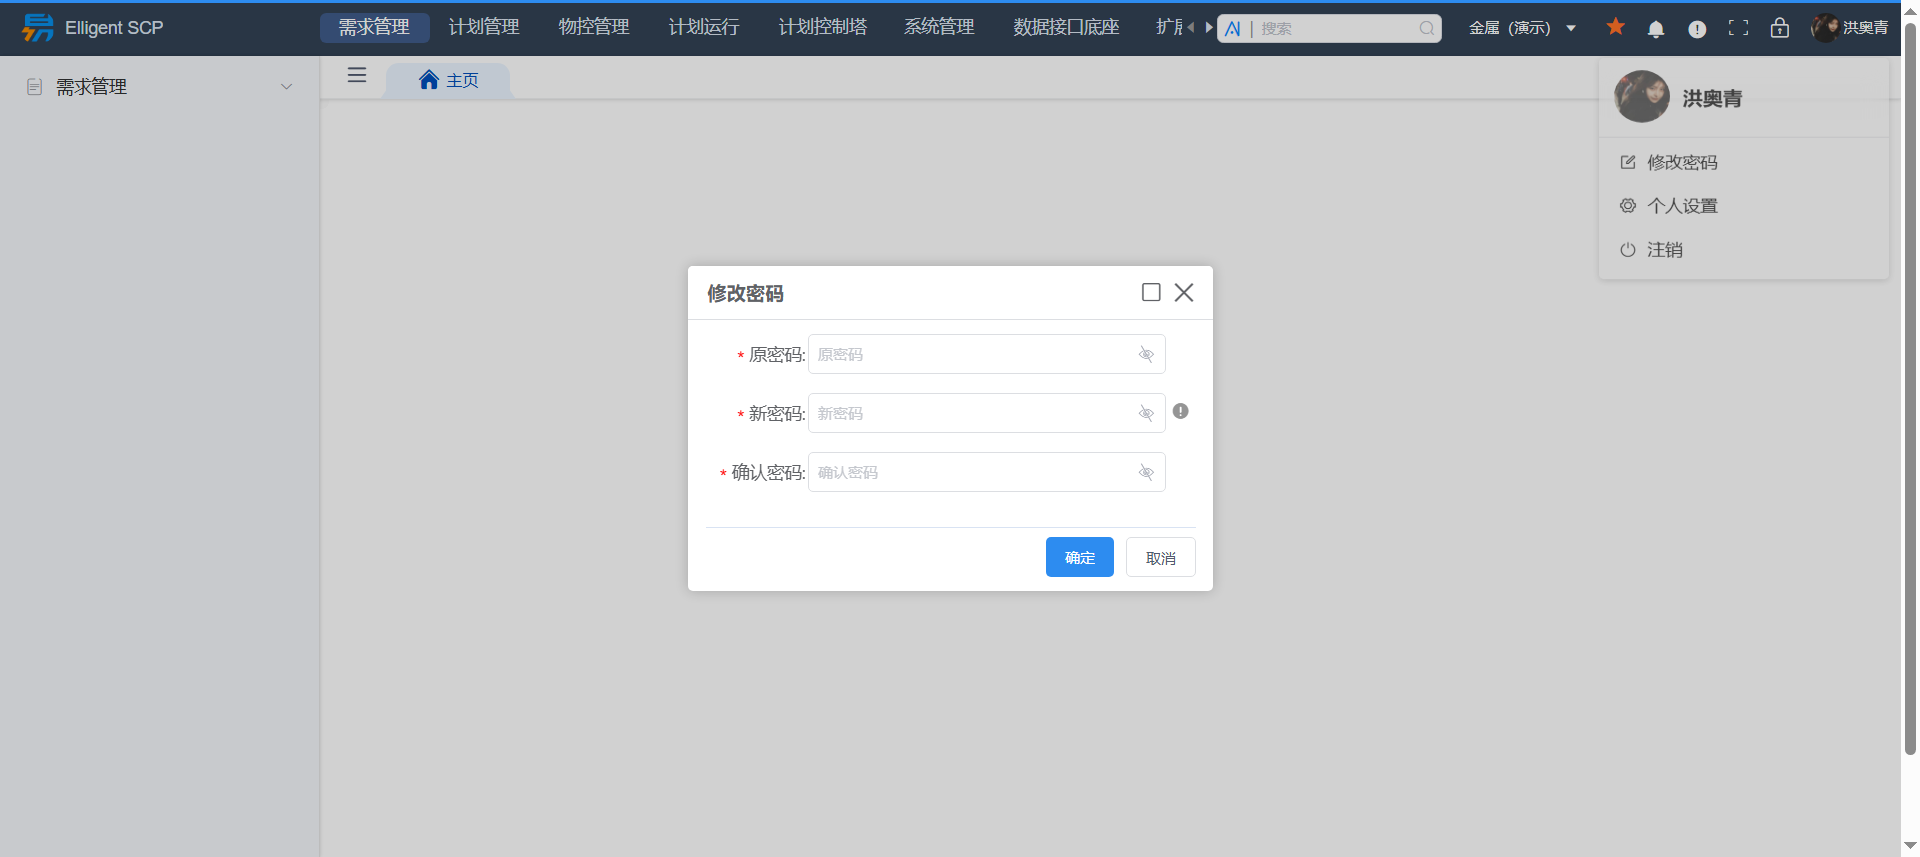 Elligent SCP
需求管理
计划管理
物控管理
计划运行
计划控制塔
系统管理
数据接口底座
AI | 搜索
金属（演示）
洪奥青
需求管理
主页
洪奥青
修改密码
个人设置
注销
修改密码
* 原密码: 原密码
* 新密码: 新密码
* 确认密码: 确认密码
确定
取消